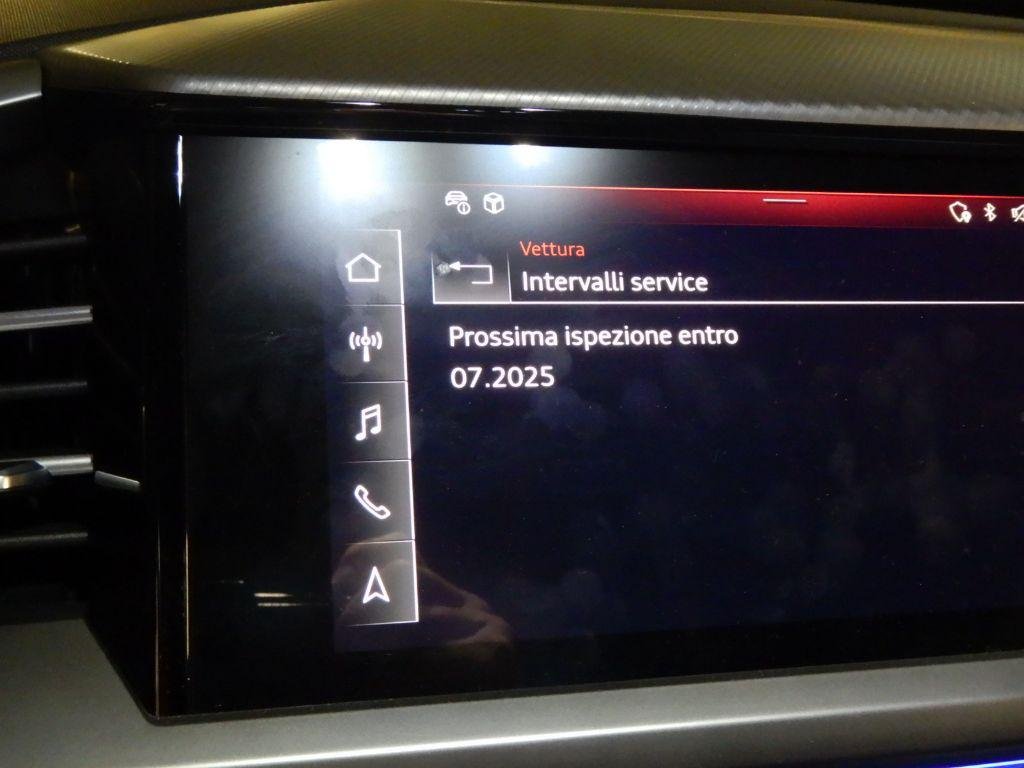 Vettura
Intervalli service
Prossima ispezione entro
07.2025